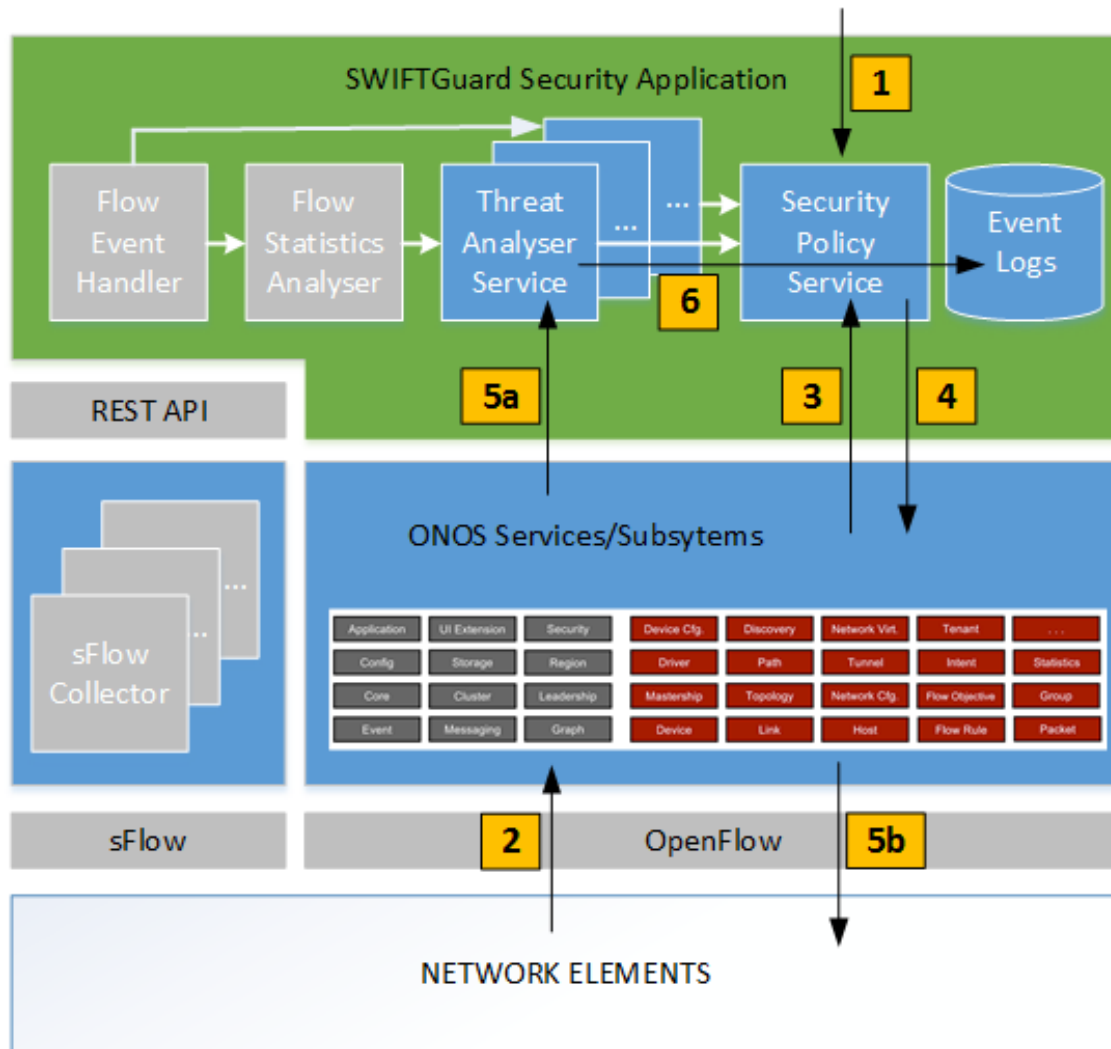 SWIFTGuard Security Application
1
Flow
Event
Handler
Flow
Statistics
Analyser
Threat
Analyser
Service
...
...
Security
Policy
Service
Event
Logs
6
5a
3
4
REST API
ONOS Services/Subsytems
...
...
sFlow
Collector
Application UI Extension Security Device Cfg. Discovery Network Virt. Tenant ...
Config Storage Region Driver Path Tunnel Intent Statistics
Core Cluster Leadership Mastership Topology Network Cfg. Flow Objective Group
Event Messaging Graph Device Link Host Flow Rule Packet
sFlow
2
OpenFlow
5b
NETWORK ELEMENTS